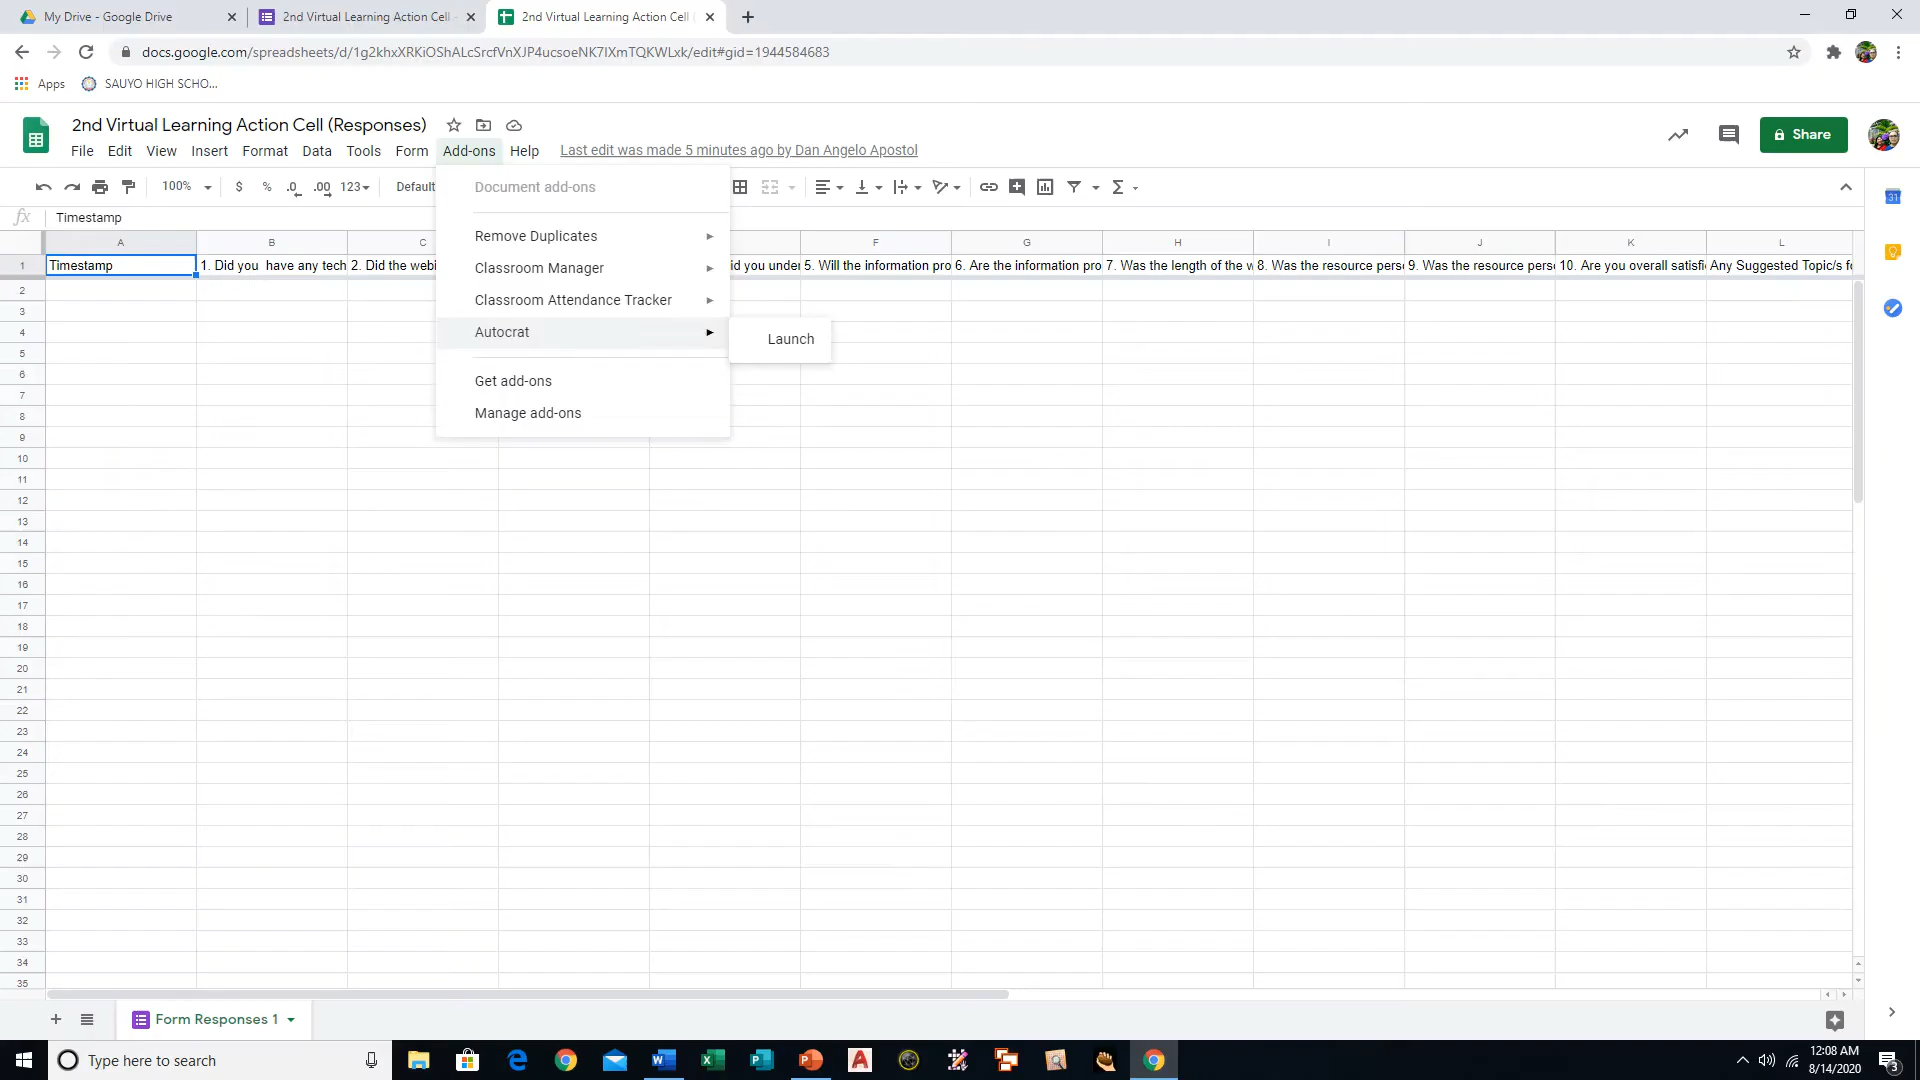 My Drive - Google Drive
2nd Virtual Learning Action Cell -
2nd Virtual Learning Action Cell
docs.google.com/spreadsheets/d/1g2khxXRKiOShALcSrcfVnXJP4ucsoeNK7IXmTQKWLxk/edit#gid=1944584683
Apps
SAUYO HIGH SCHO...
2nd Virtual Learning Action Cell (Responses)
Share
File Edit View Insert Format Data Tools Form Add-ons Help
Last edit was made 5 minutes ago by Dan Angelo Apostol
100% $ % .0 .00 123 Default
fx Timestamp
A B C F G H I J K L
1 Timestamp 1. Did you have any tech 2. Did the webi id you under 5. Will the information pro 6. Are the information pro 7. Was the length of the w 8. Was the resource pers 9. Was the resource pers 10. Are you overall satisfi Any Suggested Topic/s fo
Document add-ons
Remove Duplicates
Classroom Manager
Classroom Attendance Tracker
Autocrat
Launch
Get add-ons
Manage add-ons
2
3
4
5
6
7
8
9
10
11
12
13
14
15
16
17
18
19
20
21
22
23
24
25
26
27
28
29
30
31
32
33
34
35
31
Form Responses 1
Type here to search
12:08 AM
8/14/2020
3